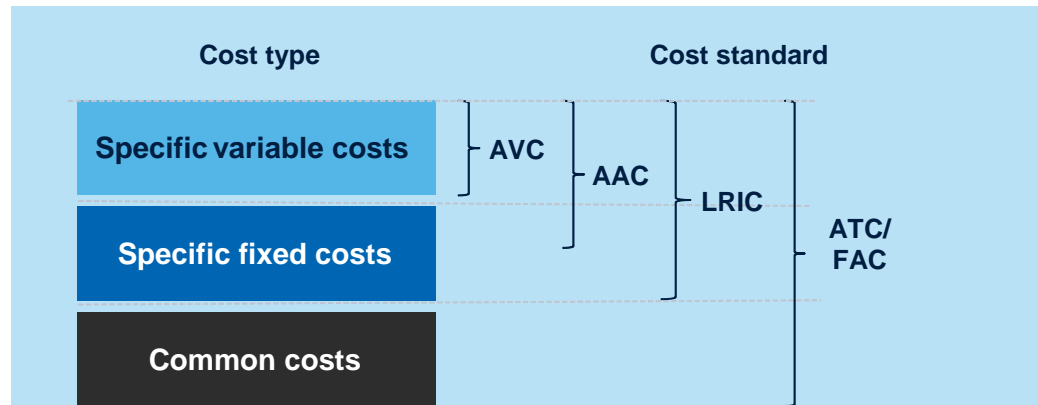 Cost type
Cost standard
Specific variable costs
AVC
AAC
LRIC
ATC/
FAC
Specific fixed costs
Common costs